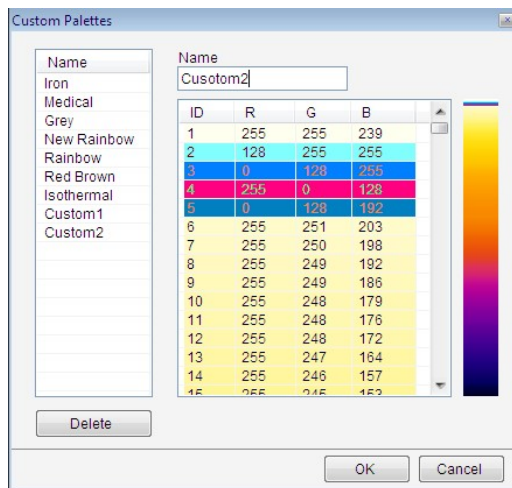 Custom Palettes
Name
Iron
Medical
Grey
New Rainbow
Rainbow
Red Brown
Isothermal
Custom1
Custom2
Delete
Name
Cusotom2
ID R G B
1 255 255 239
2 128 255 255
3 0 128 255
4 255 0 128
5 0 128 192
6 255 251 203
7 255 250 198
8 255 249 192
9 255 249 186
10 255 248 179
11 255 248 176
12 255 248 172
13 255 247 164
14 255 246 157
15 255 245 153
OK Cancel